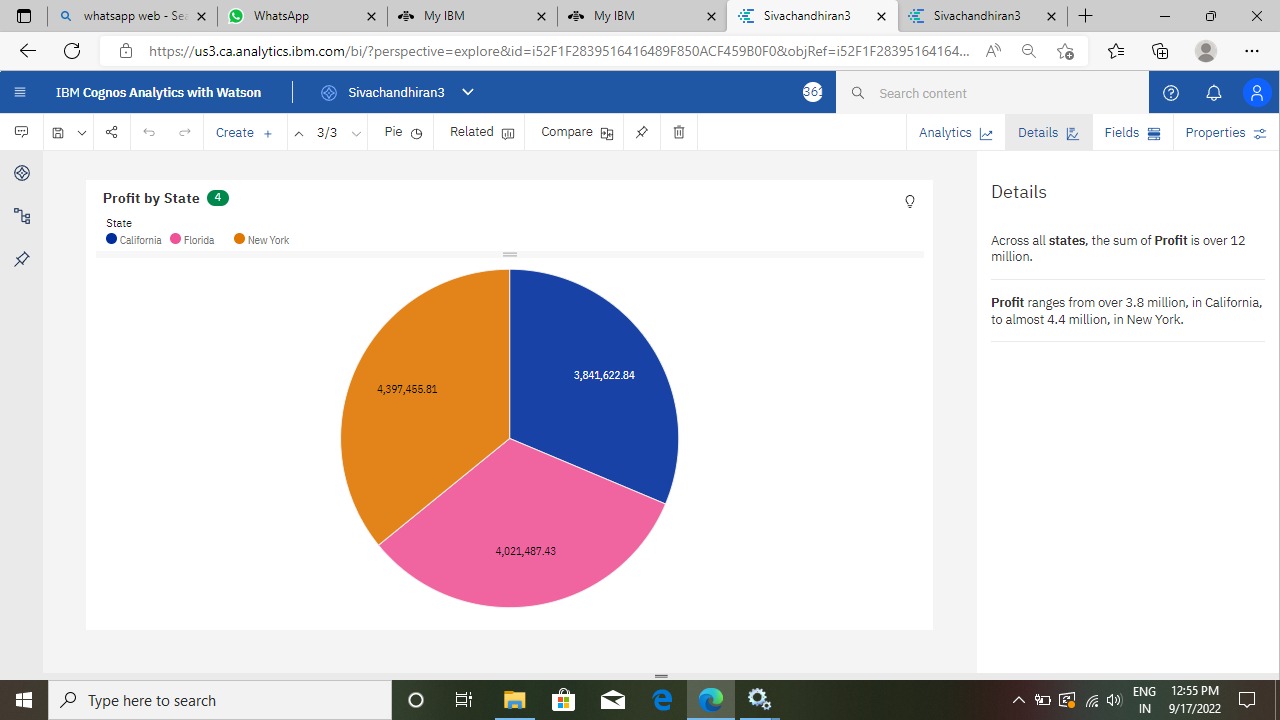 whatsapp web - Sea
WhatsApp
My IBM
My IBM
Sivachandhiran3
Sivachandhiran3
https://us3.ca.analytics.ibm.com/bi/?perspective=explore&id=i52F1F2839516416489F850ACF459B0F0&objRef=i52F1F28395164164...
IBM Cognos Analytics with Watson
Sivachandhiran3
361
Search content
Create +
3/3
Pie
Related
Compare
Analytics
Details
Fields
Properties
Profit by State 4
State
California Florida New York
3,841,622.84
4,397,455.81
4,021,487.43
Details
Across all states, the sum of Profit is over 12
million.
Profit ranges from over 3.8 million, in California,
to almost 4.4 million, in New York.
Type here to search
ENG
IN
12:55 PM
9/17/2022